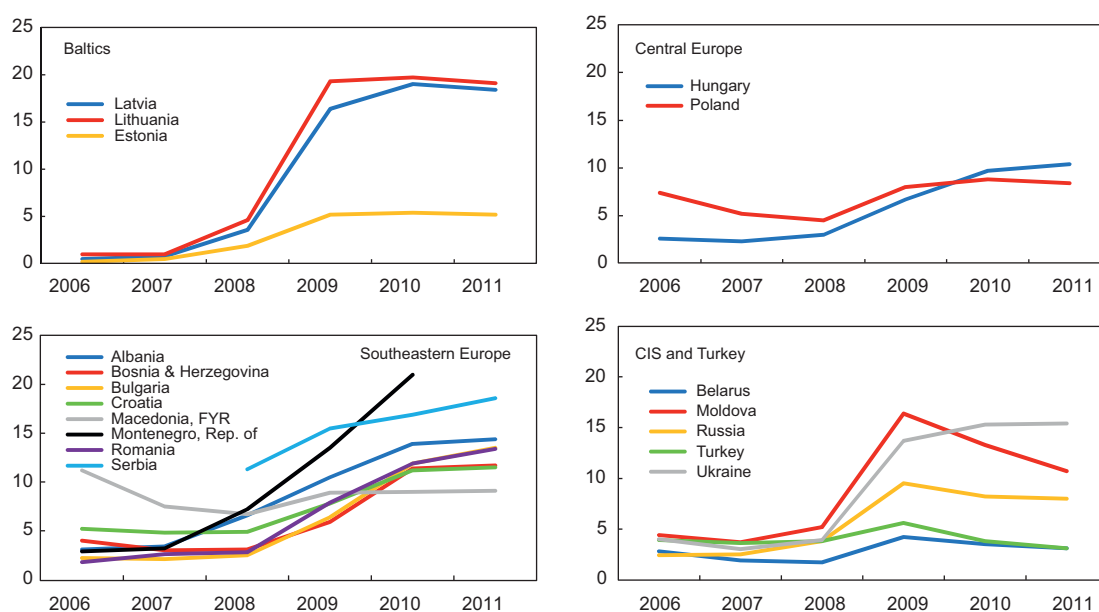 25
20
15
10
5
0
Baltics
Latvia
Lithuania
Estonia
2006 2007 2008 2009 2010 2011
25
20
15
10
5
0
Central Europe
Hungary
Poland
2006 2007 2008 2009 2010 2011
25
20
15
10
5
0
Southeastern Europe
Albania
Bosnia & Herzegovina
Bulgaria
Croatia
Macedonia, FYR
Montenegro, Rep. of
Romania
Serbia
2006 2007 2008 2009 2010 2011
25
20
15
10
5
0
CIS and Turkey
Belarus
Moldova
Russia
Turkey
Ukraine
2006 2007 2008 2009 2010 2011